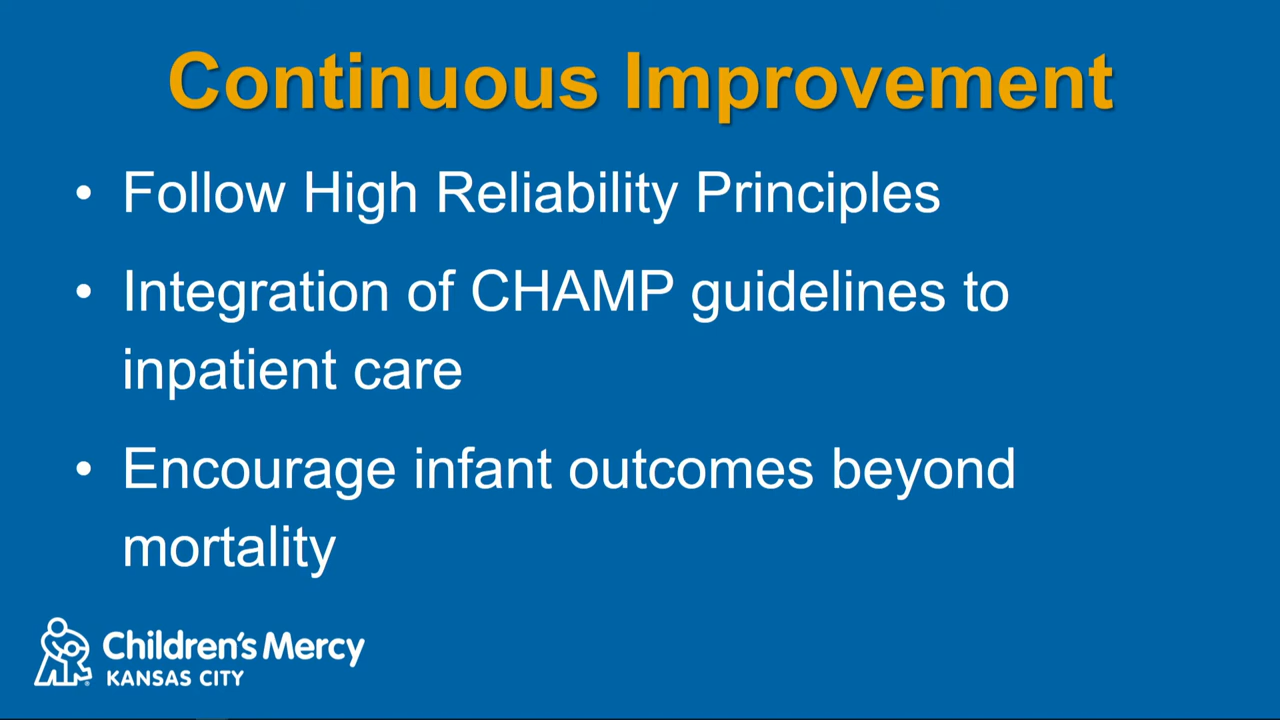 Continuous Improvement
• Follow High Reliability Principles
• Integration of CHAMP guidelines to
inpatient care
• Encourage infant outcomes beyond
mortality
Children's Mercy
KANSAS CITY